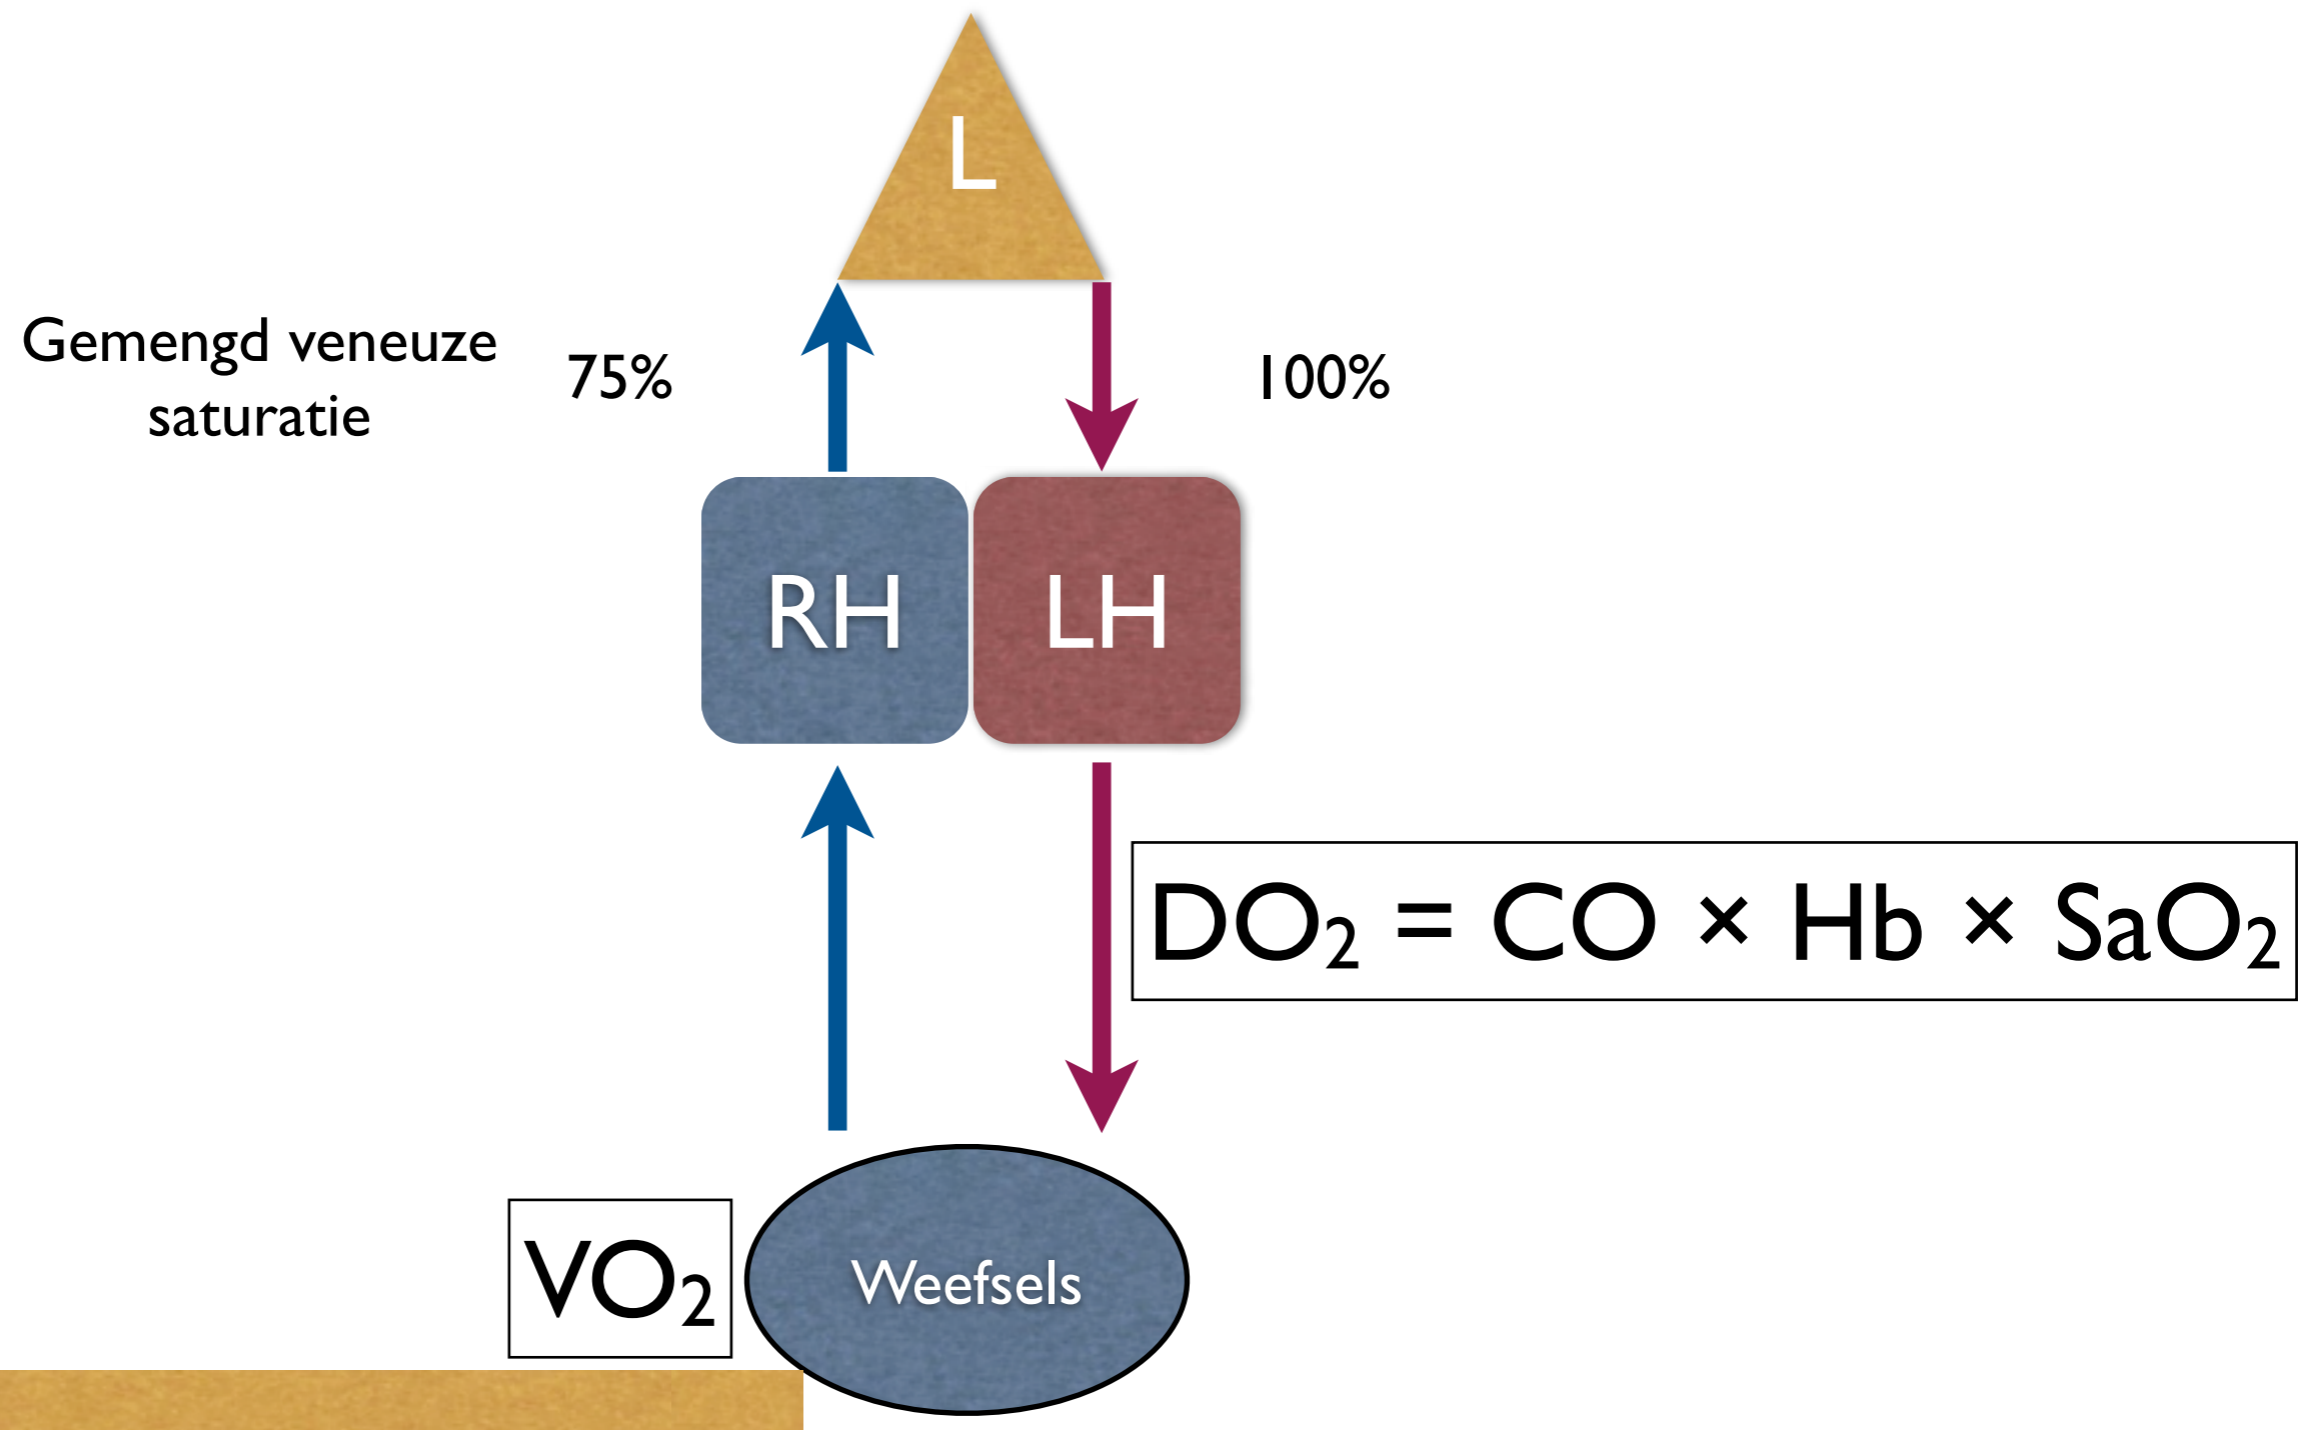 L
Gemengd veneuze
saturatie
75%
100%
RH
LH
DO₂ = CO × Hb × SaO₂
VO₂
Weefsels